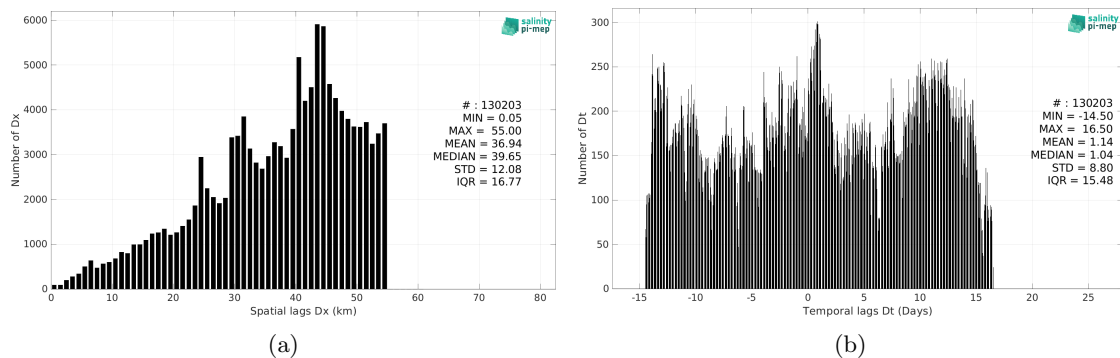 6000
5000
4000
3000
2000
1000
0
Number of Dx
0 10 20 30 40 50 60 70 80
Spatial lags Dx (km)
salinity
pi-mep
# : 130203
MIN = 0.05
MAX = 55.00
MEAN = 36.94
MEDIAN = 39.65
STD = 12.08
IQR = 16.77
(a)
300
250
200
150
100
50
0
Number of Dt
-15 -10 -5 0 5 10 15 20 25
Temporal lags Dt (Days)
salinity
pi-mep
# : 130203
MIN = -14.50
MAX = 16.50
MEAN = 1.14
MEDIAN = 1.04
STD = 8.80
IQR = 15.48
(b)